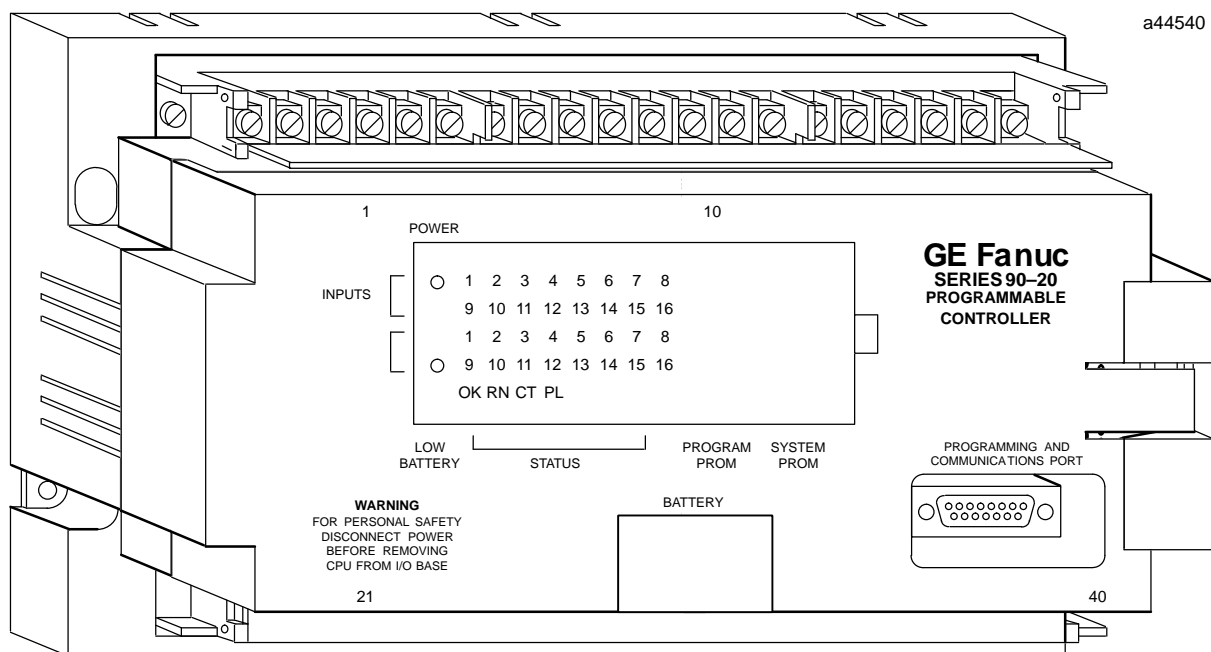 a44540
1 10
POWER
GE Fanuc
SERIES 90–20
PROGRAMMABLE
CONTROLLER
INPUTS
1 2 3 4 5 6 7 8
9 10 11 12 13 14 15 16
1 2 3 4 5 6 7 8
9 10 11 12 13 14 15 16
OK RN CT PL
LOW
BATTERY
STATUS
PROGRAM
PROM
SYSTEM
PROM
PROGRAMMING AND
COMMUNICATIONS PORT
WARNING
FOR PERSONAL SAFETY
DISCONNECT POWER
BEFORE REMOVING
CPU FROM I/O BASE
BATTERY
21 40